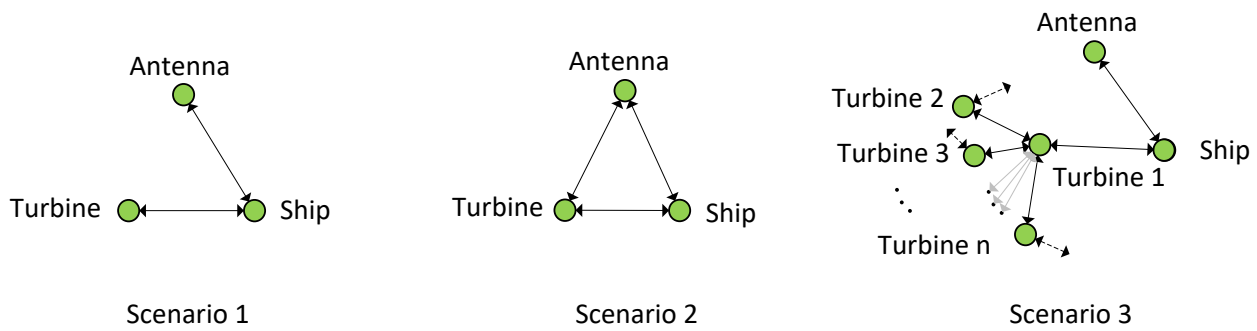 Antenna
Turbine
Ship
Scenario 1
Antenna
Turbine
Ship
Scenario 2
Antenna
Turbine 2
Turbine 3
Ship
Turbine 1
Turbine n
Scenario 3